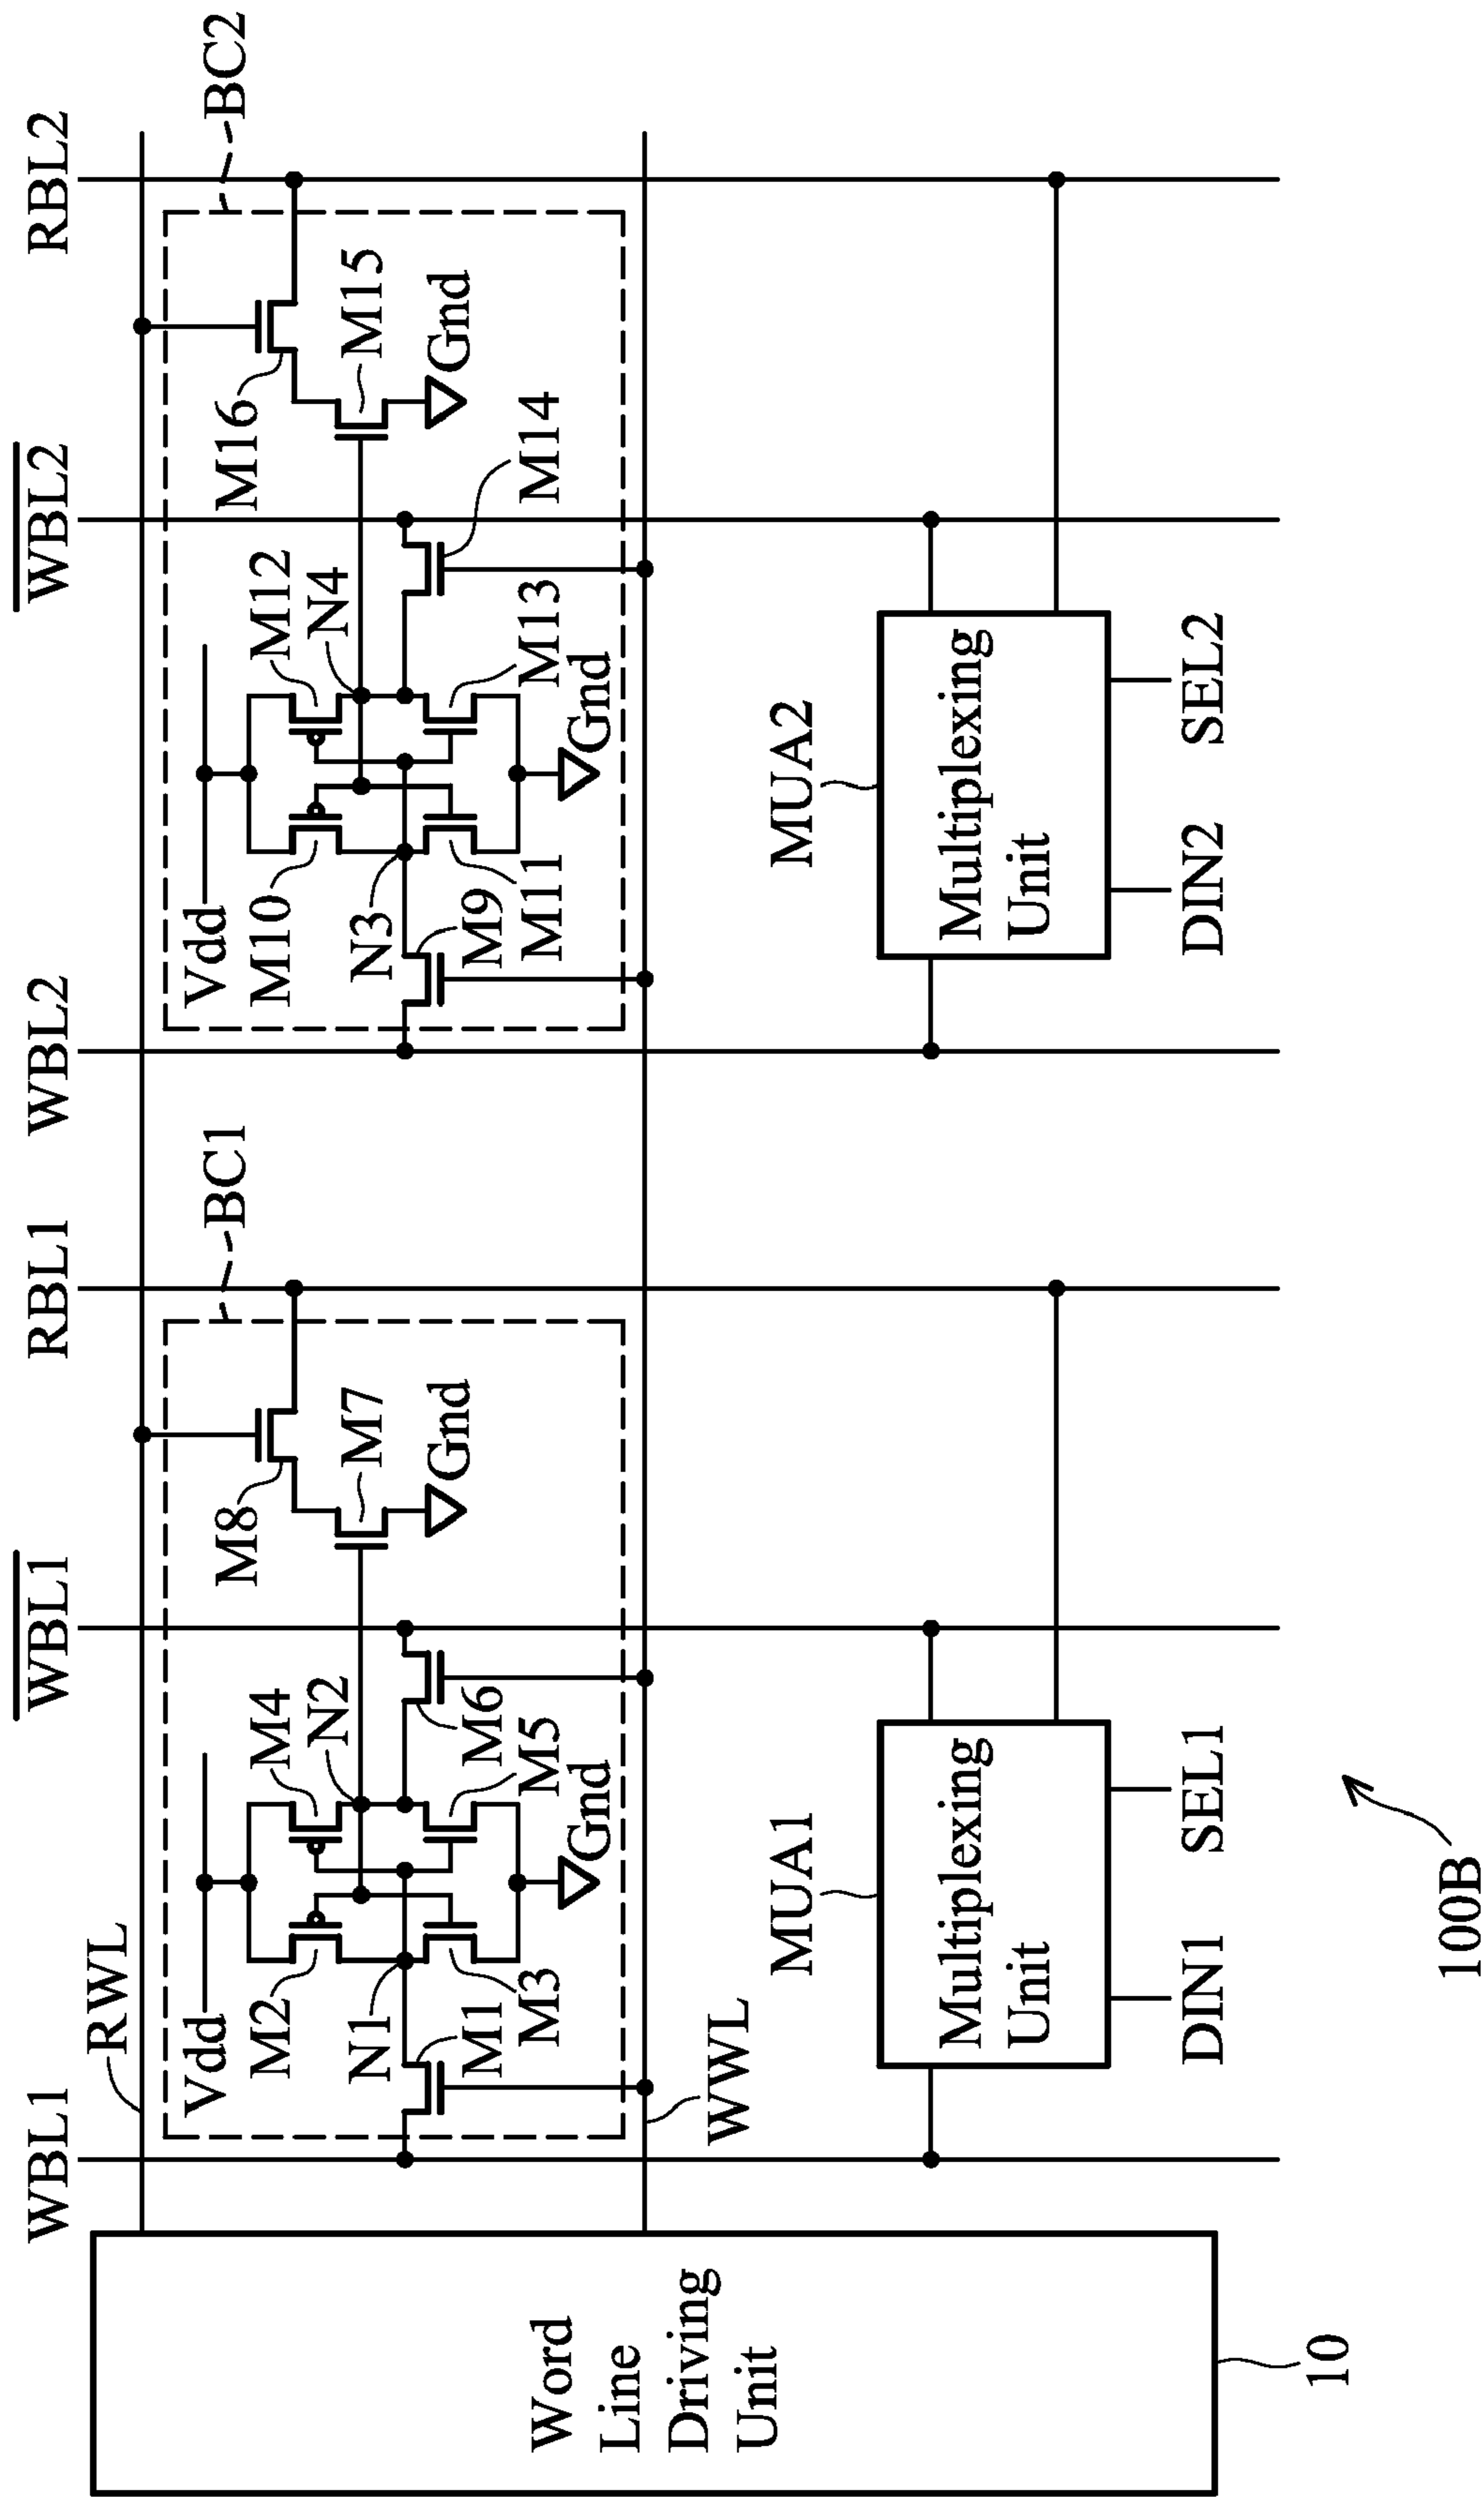 WBL1
W̅B̅L̅1̅
RBL1
WBL2
W̅B̅L̅2̅
RBL2
RWL
BC1
BC2
Vdd
M2
M4
M8
N1
N2
M7
M1
M6
Gnd
M3
M5
Gnd
Vdd
M10
M12
M16
N3
N4
M15
M9
Gnd
M11
M13
M14
Gnd
WWL
Word
Line
Driving
Unit
10
MUA1
Multiplexing
Unit
DIN1
SEL1
MUA2
Multiplexing
Unit
DIN2
SEL2
100B